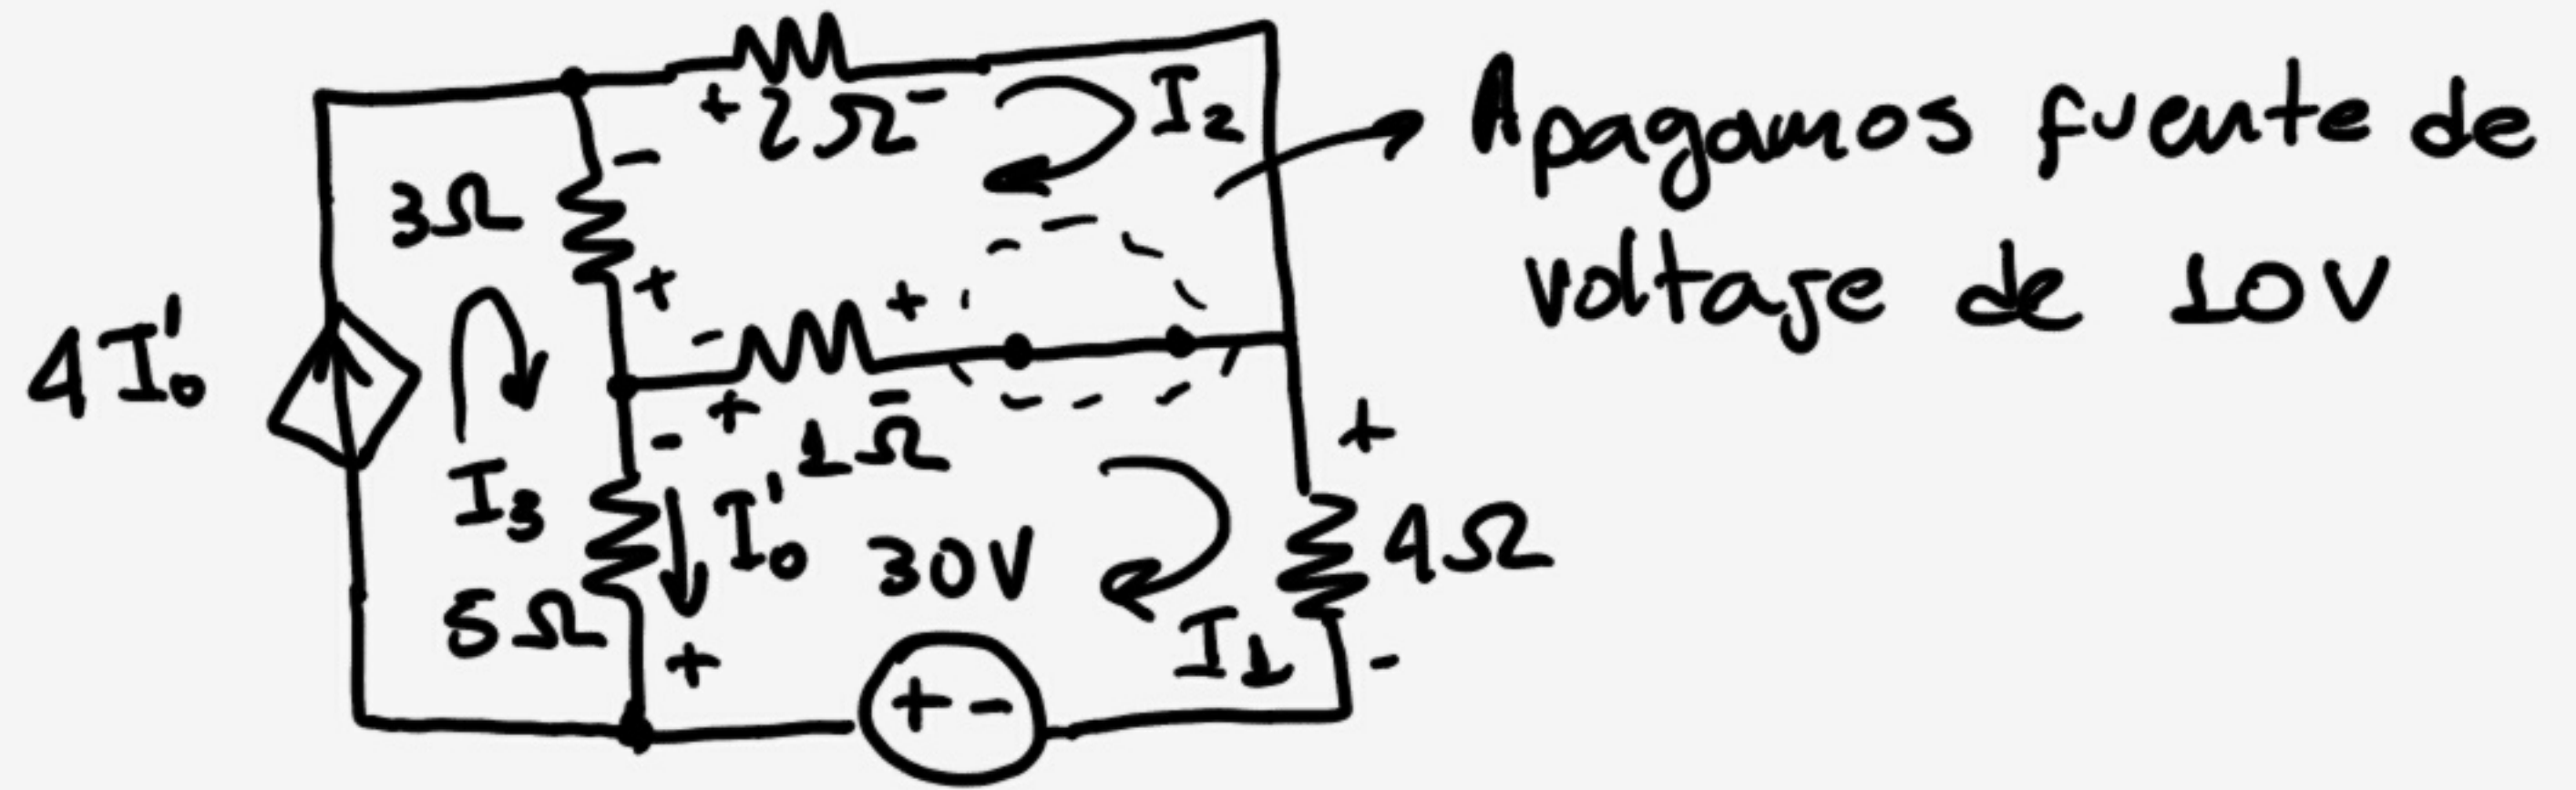 + 2Ω -
I₂
Apagamos fuente de
voltaje de 10V
3Ω
-
+
4I'₀
I₃
- +
+ 1Ω -
-
I'₀
5Ω
+
30V
+ -
I₁
+
4Ω
-